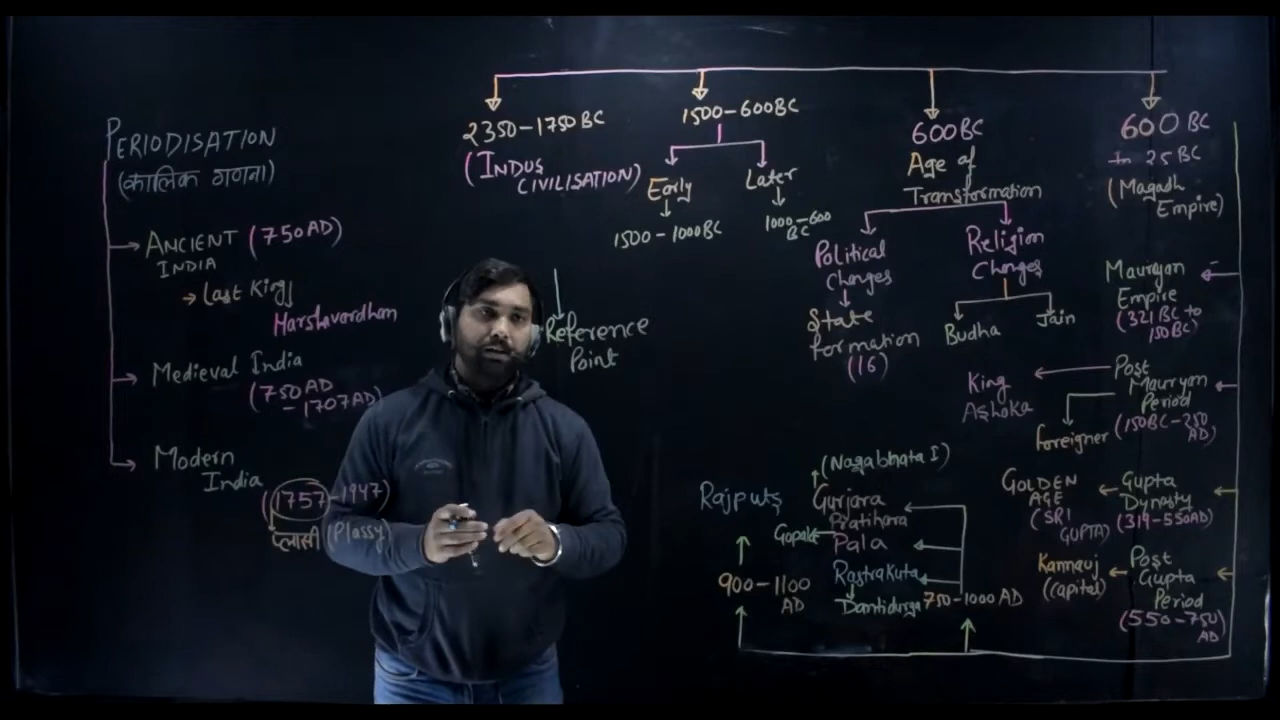 PERIODISATION
(कालिक गणना)
ANCIENT (750AD)
INDIA
Last King
Harshavardhan
Medieval India
(750AD
-1707AD)
Modern
India
(1757-1947)
प्लासी (Plassy)
2350-1750BC
(INDUS
CIVILISATION)
1500-600BC
Early
1500-1000BC
Later
1000-600
BC
Reference
Point
600BC
Age of
Transformation
Political
Changes
State
formation
(16)
Religion
Changes
Budha
Jain
600 BC
In 25 BC
(Magadh
Empire)
Mauryan
Empire
(321BC to
150BC)
Post
Mauryan
Period
(150BC-250
AD)
King
Ashoka
foreigner
Gupta
Dynasty
(319-550AD)
GOLDEN
AGE
(SRI
GUPTA)
Post
Gupta
Period
(550-750)
AD
Kannauj
(Capital)
750-1000 AD
(Nagabhata I)
Gurjara
Pratihara
Gopala
Pala
Rastrakuta
Dantidurga
900-1100
AD
Rajputs